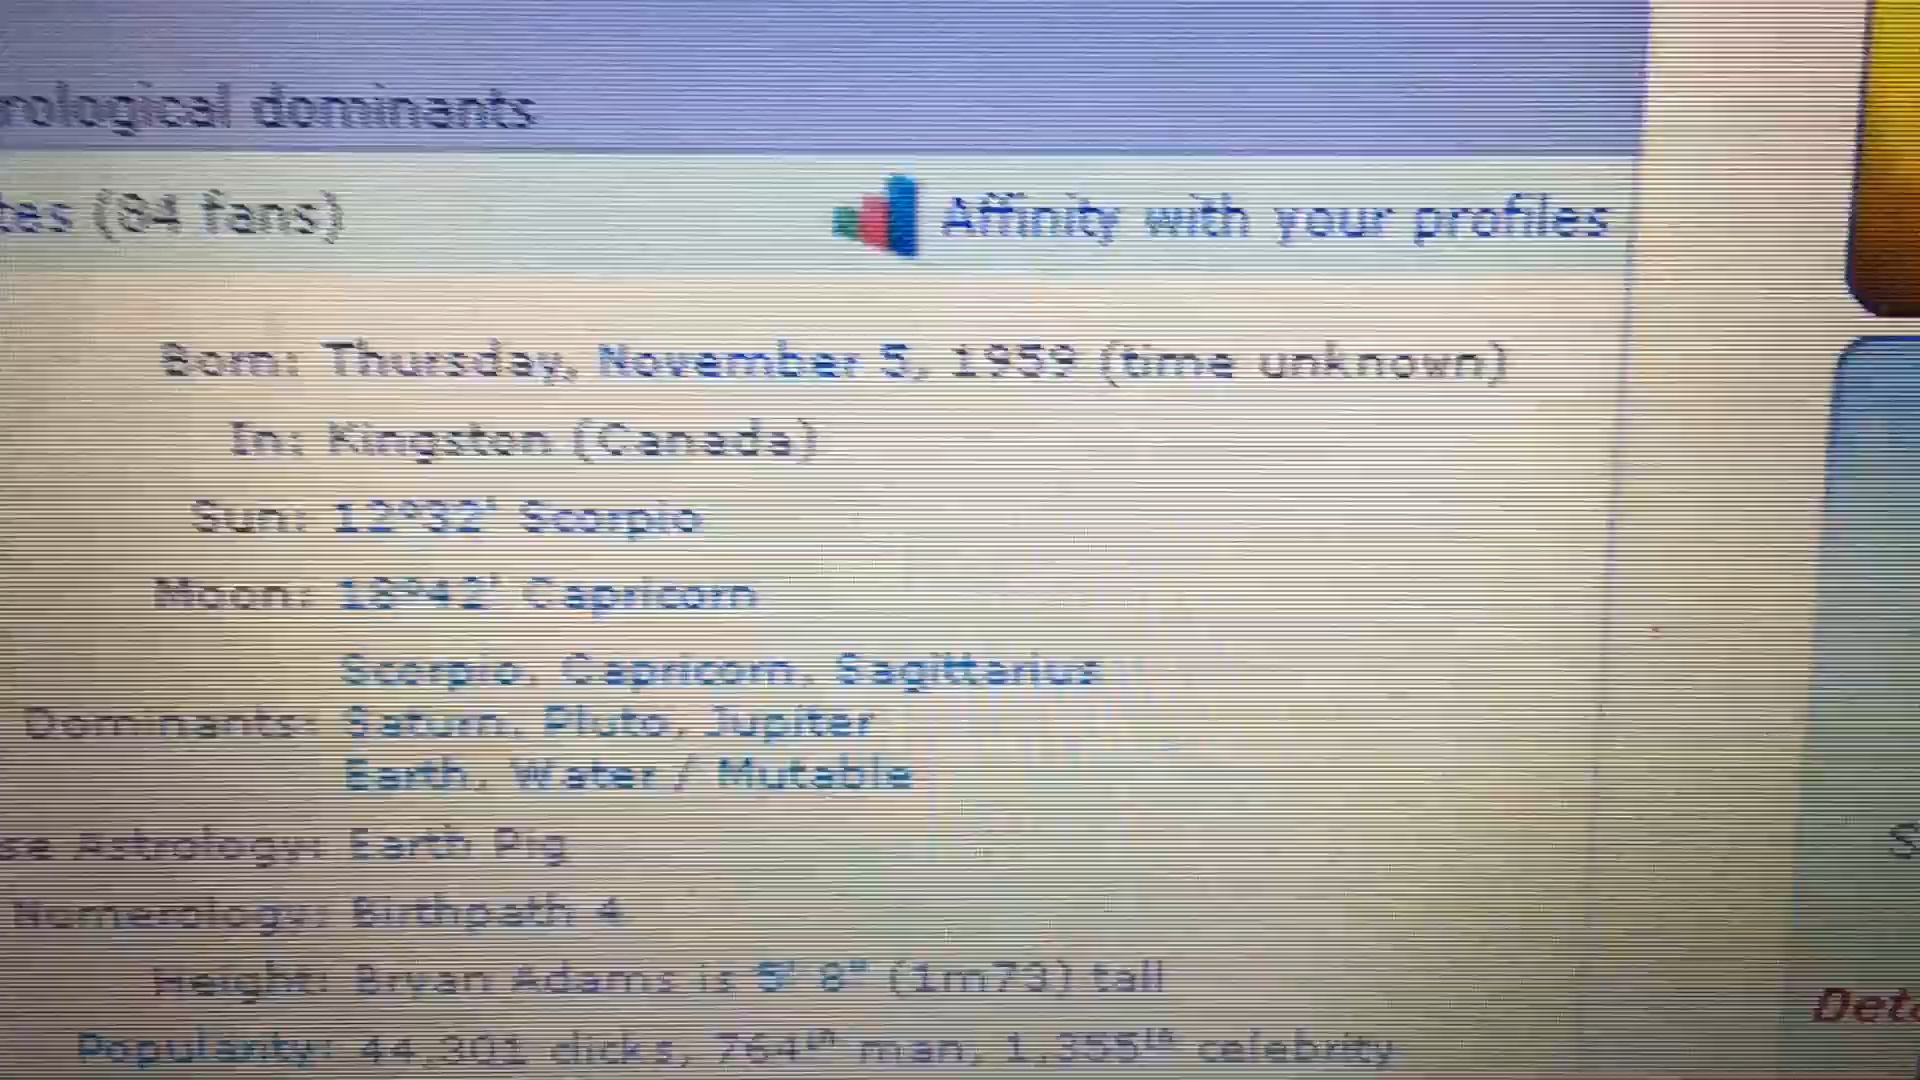 rological dominants
tes (84 fans) Affinity with your profiles
Born: Thursday, November 5, 1959 (time unknown)
In: Kingston (Canada)
Sun: 12°32' Scorpio
Moon: 18°42' Capricorn
Scorpio, Capricorn, Sagittarius
Dominants: Saturn, Pluto, Jupiter
Earth, Water / Mutable
se Astrology: Earth Pig
Numerology: Birthpath 4
Height: Bryan Adams is 5' 8" (1m73) tall
Popularity: 44,301 clicks, 764th man, 1,355th celebrity
S
Deta